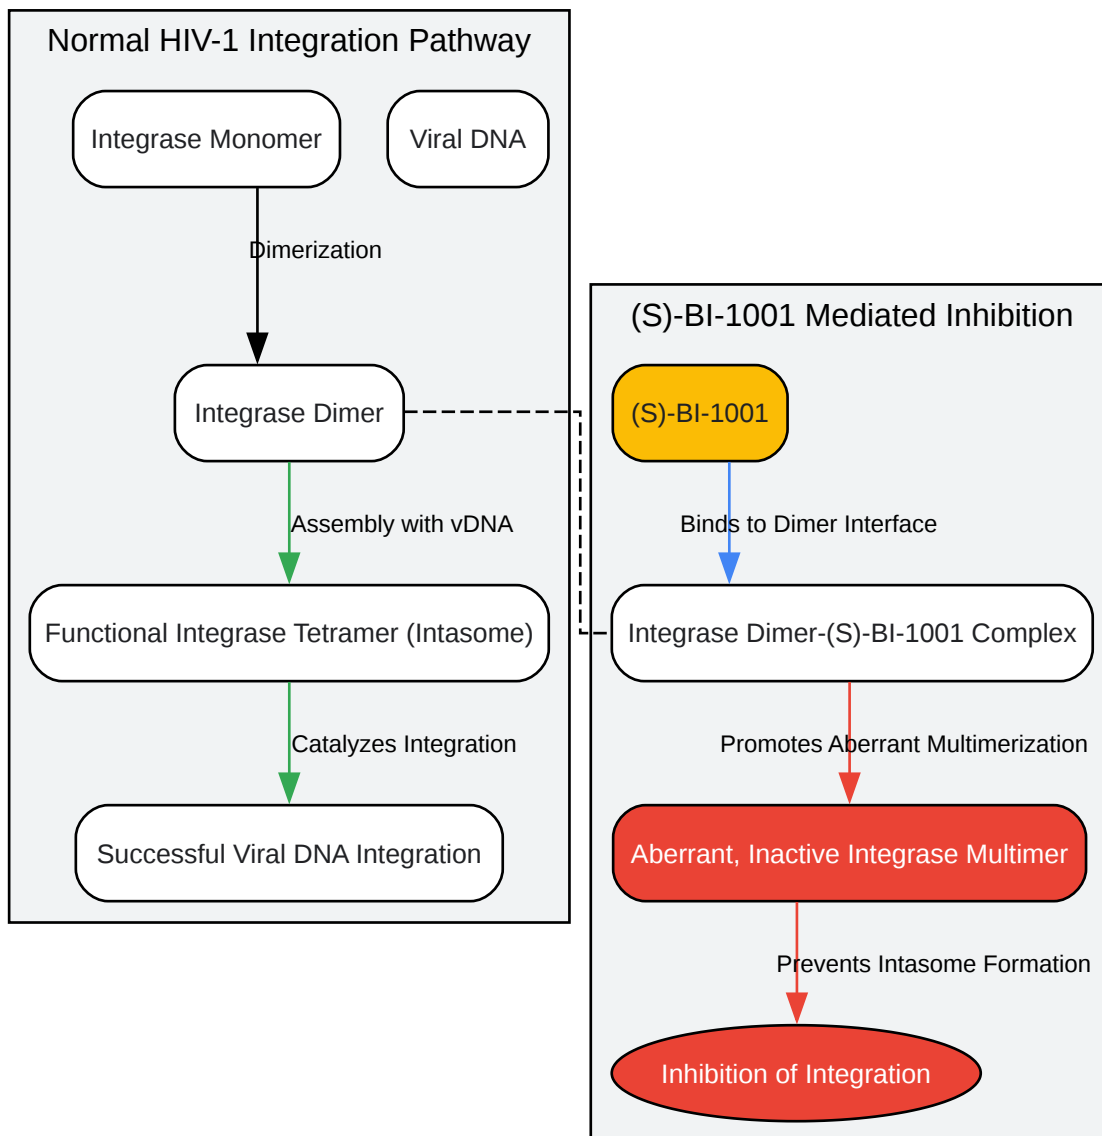 Normal HIV-1 Integration Pathway
Integrase Monomer
Viral DNA
Dimerization
Integrase Dimer
Assembly with vDNA
Functional Integrase Tetramer (Intasome)
Catalyzes Integration
Successful Viral DNA Integration
(S)-BI-1001 Mediated Inhibition
(S)-BI-1001
Binds to Dimer Interface
Integrase Dimer-(S)-BI-1001 Complex
Promotes Aberrant Multimerization
Aberrant, Inactive Integrase Multimer
Prevents Intasome Formation
Inhibition of Integration